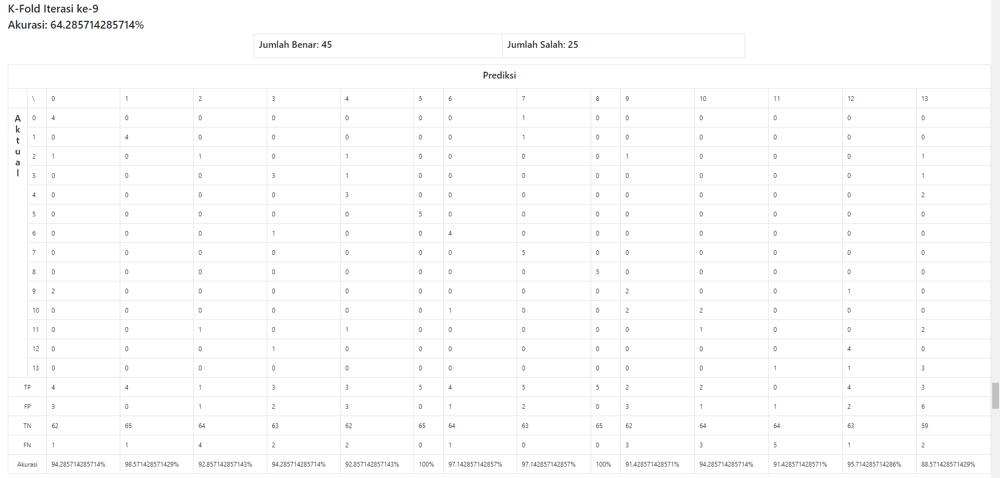 K-Fold Iterasi ke-9
Akurasi: 64.285714285714%
Jumlah Benar: 45 Jumlah Salah: 25
Prediksi
\ 0 1 2 3 4 5 6 7 8 9 10 11 12 13
Aktual
0 4 0 0 0 0 0 0 1 0 0 0 0 0 0
1 0 4 0 0 0 0 0 1 0 0 0 0 0 0
2 1 0 1 0 1 0 0 0 0 1 0 0 0 1
3 0 0 0 3 1 0 0 0 0 0 0 0 0 1
4 0 0 0 0 3 0 0 0 0 0 0 0 0 2
5 0 0 0 0 0 5 0 0 0 0 0 0 0 0
6 0 0 0 1 0 0 4 0 0 0 0 0 0 0
7 0 0 0 0 0 0 0 5 0 0 0 0 0 0
8 0 0 0 0 0 0 0 0 5 0 0 0 0 0
9 2 0 0 0 0 0 0 0 0 2 0 0 1 0
10 0 0 0 0 0 0 1 0 0 2 2 0 0 0
11 0 0 1 0 1 0 0 0 0 0 1 0 0 2
12 0 0 0 1 0 0 0 0 0 0 0 0 4 0
13 0 0 0 0 0 0 0 0 0 0 0 1 1 3
TP 4 4 1 3 3 5 4 5 5 2 2 0 4 3
FP 3 0 1 2 3 0 1 2 0 3 1 1 2 6
TN 62 65 64 63 62 65 64 63 65 62 64 64 63 59
FN 1 1 4 2 2 0 1 0 0 3 3 5 1 2
Akurasi 94.285714285714% 98.571428571429% 92.857142857143% 94.285714285714% 92.857142857143% 100% 97.142857142857% 97.142857142857% 100% 91.428571428571% 94.285714285714% 91.428571428571% 95.714285714286% 88.571428571429%